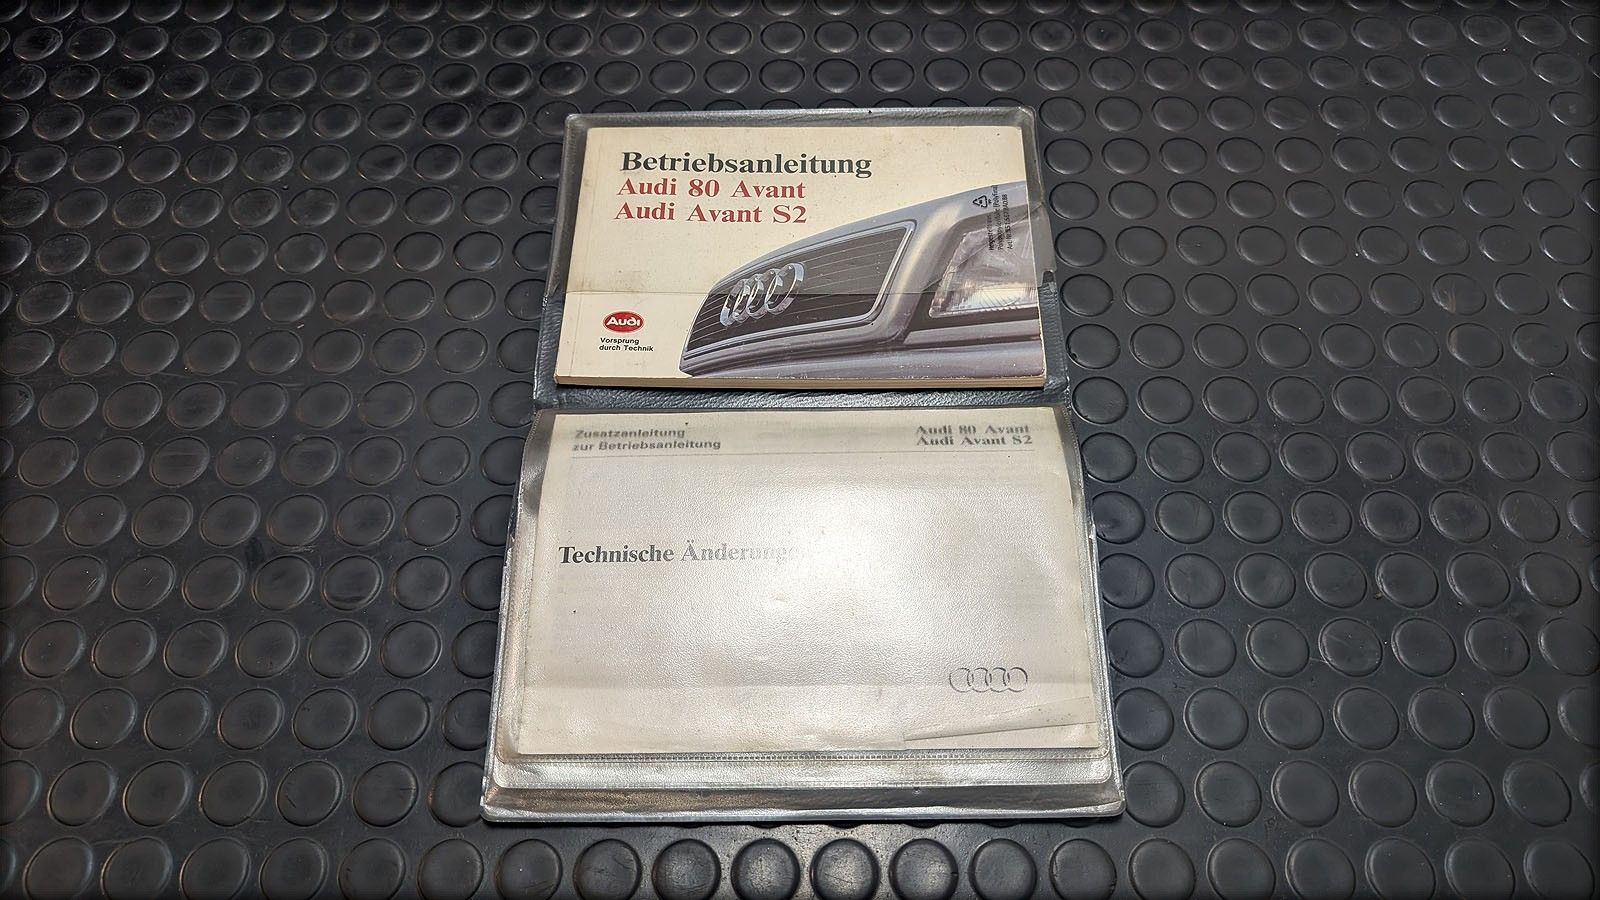 Betriebsanleitung
Audi 80 Avant
Audi Avant S2
Audi
Vorsprung
durch Technik
Zusatzanleitung
zur Betriebsanleitung
Audi 80 Avant
Audi Avant S2
Technische Änderungen